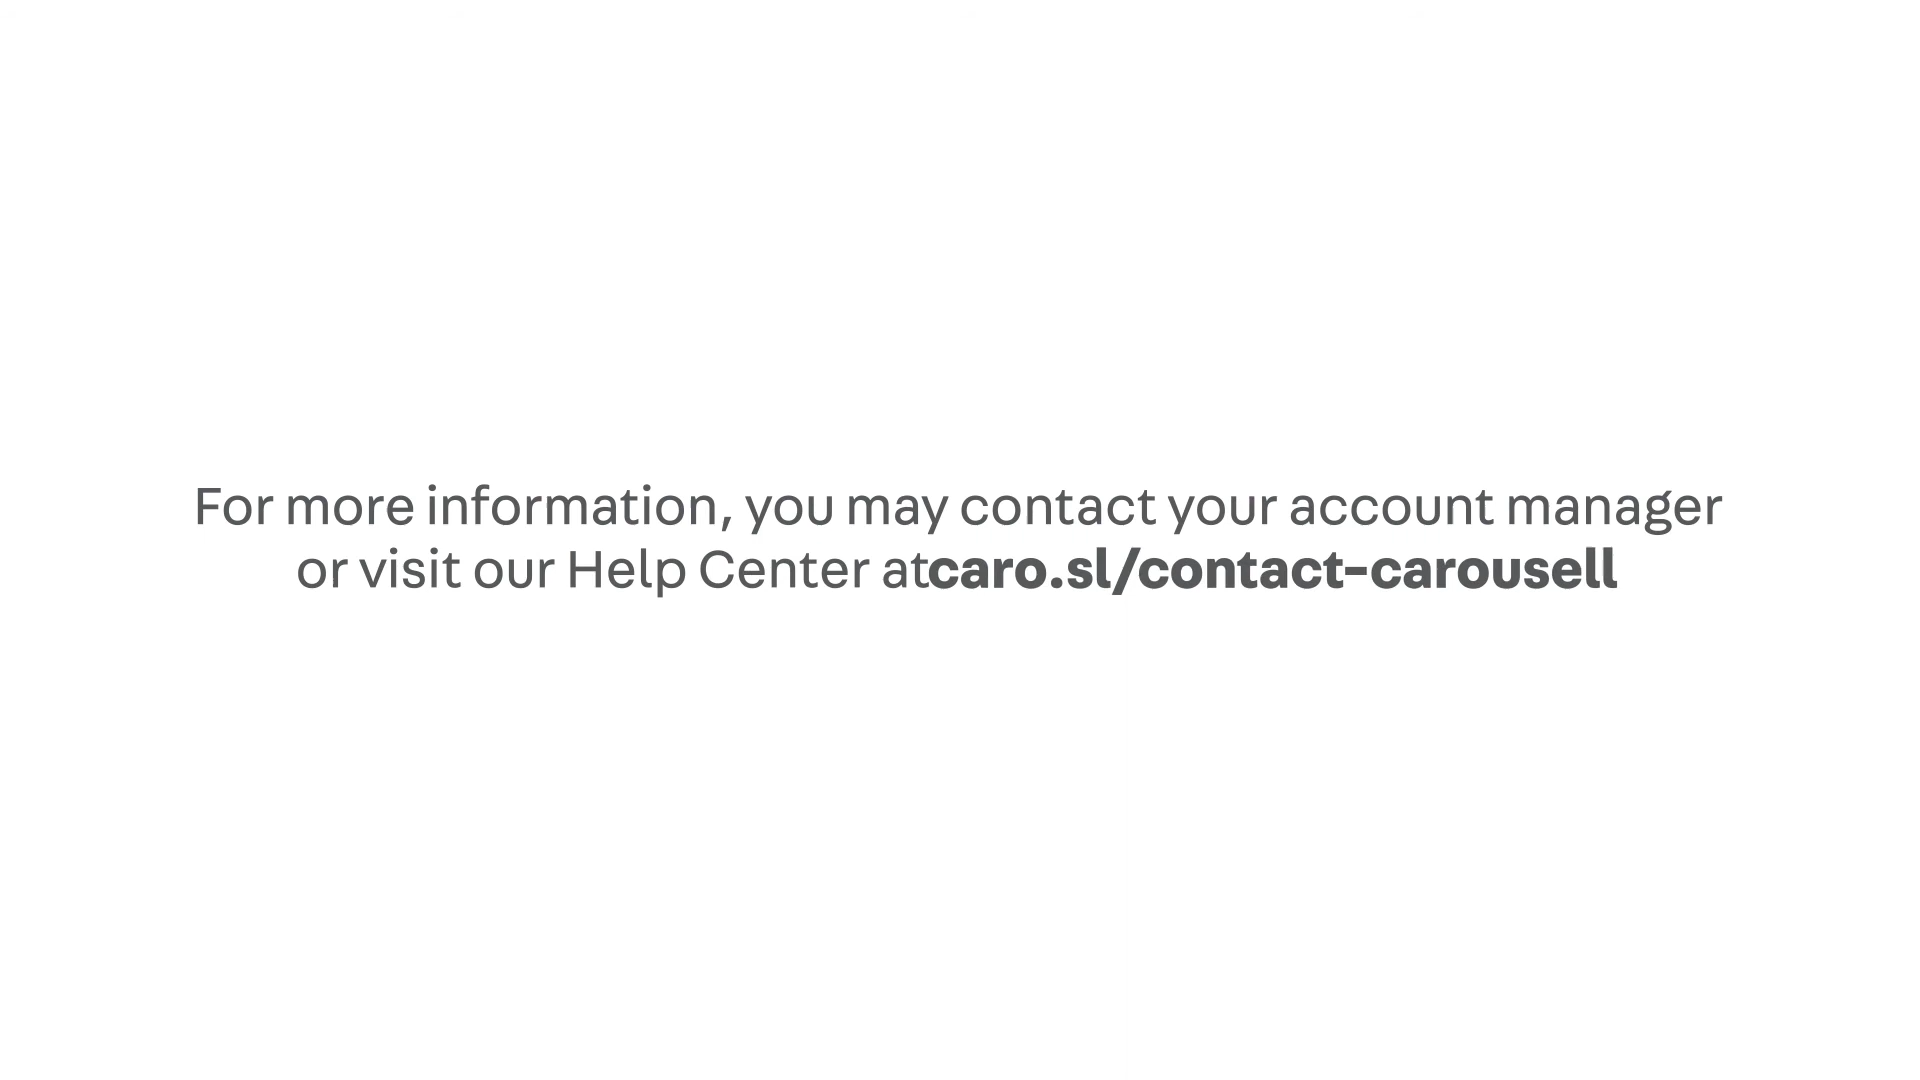 For more information, you may contact your account manager
or visit our Help Center atcaro.sl/contact-carousell